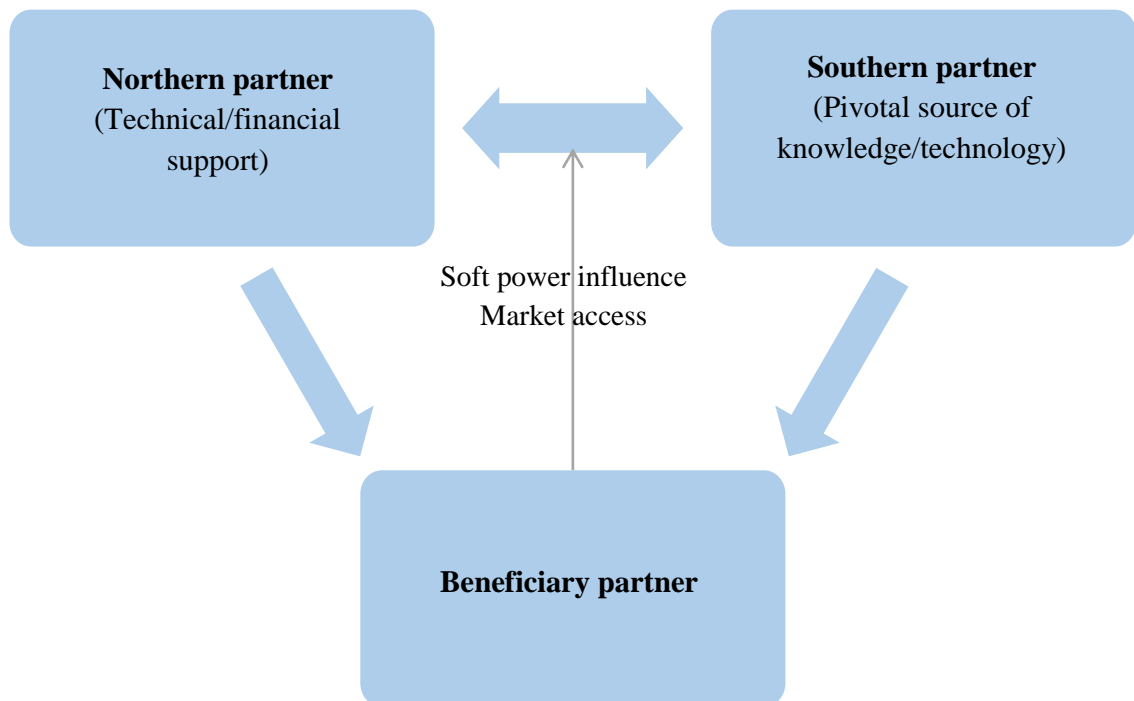 Northern partner
(Technical/financial
support)
Southern partner
(Pivotal source of
knowledge/technology)
Soft power influence
Market access
Beneficiary partner